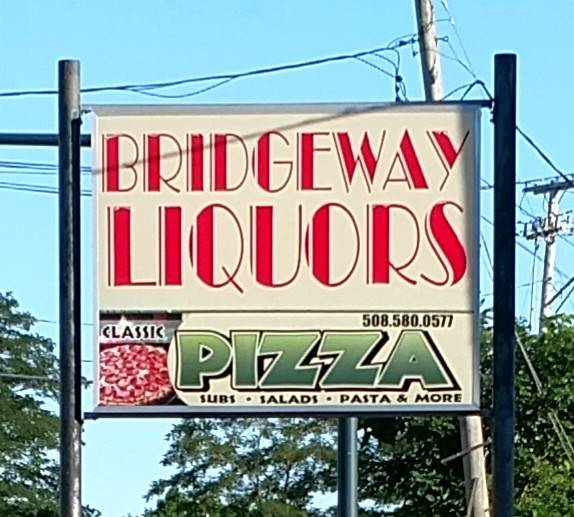 BRIDGEWAY
LIQUORS
508.580.0577
CLASSIC
PIZZA
SUBS · SALADS · PASTA & MORE